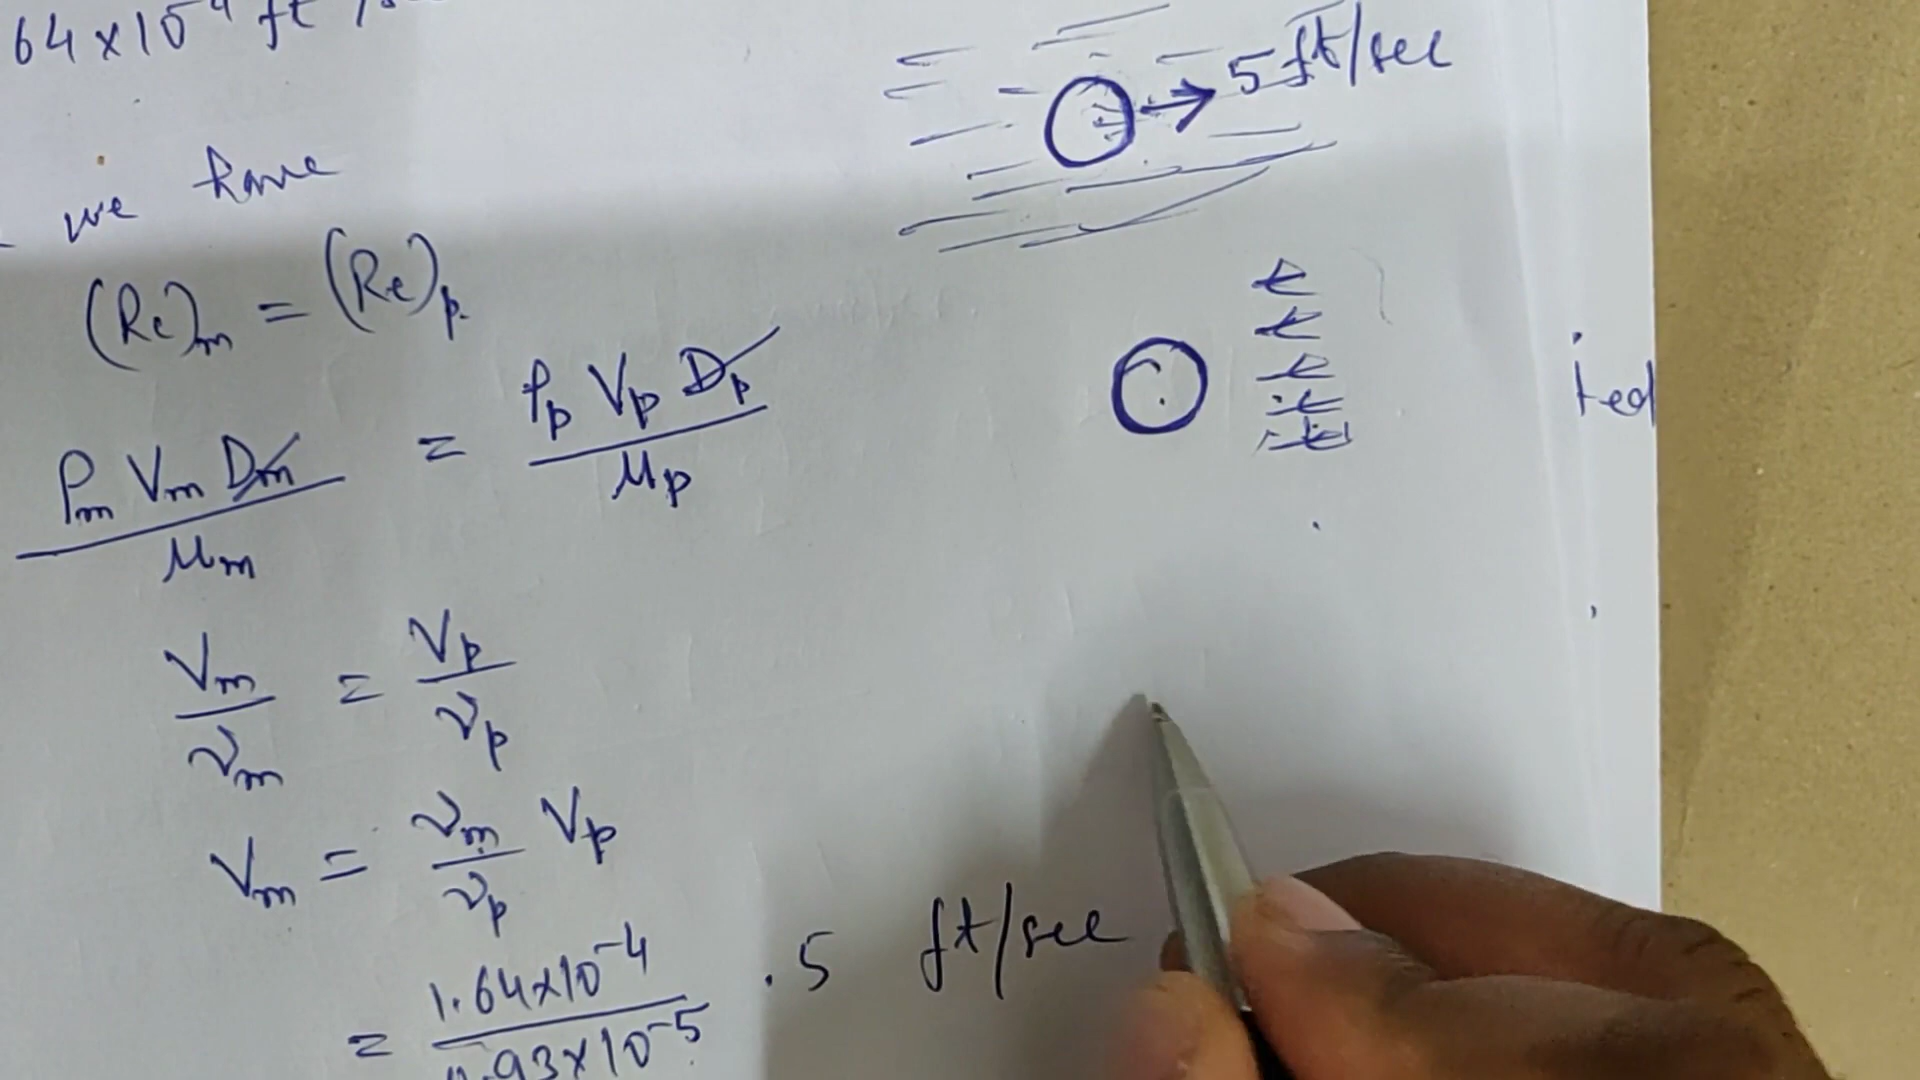 64×10⁻⁴ ft
5 ft/sec
we have
(Re)m = (Re)p.
ρm Vm Dm / μm = ρp Vp Dp / μp
Vm / νm = Vp / νp
Vm = νm / νp Vp
= 1.64×10⁻⁴ / .93×10⁻⁵ . 5 ft/sec